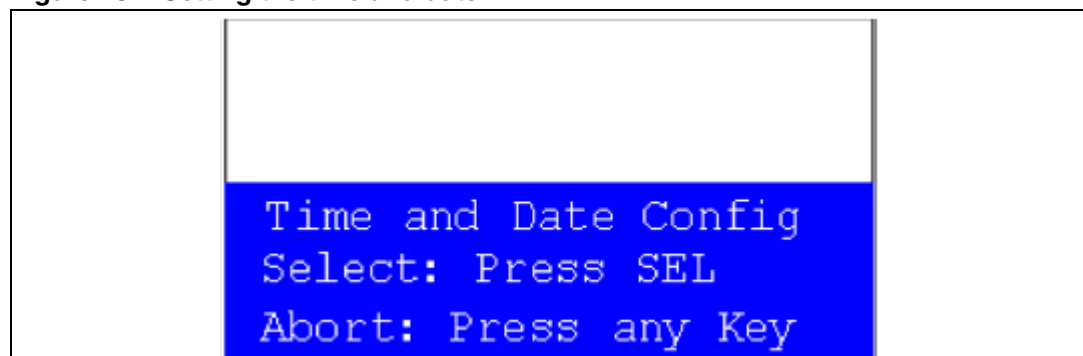 Time and Date Config
Select: Press SEL
Abort: Press any Key